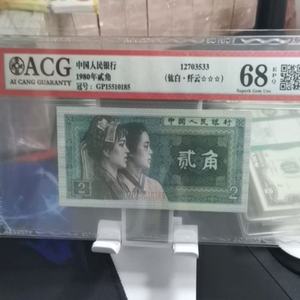 ACG
AI CANG GUARANTY
中国人民银行
1980年贰角
冠号: GP15510185
12703533
(钛白·纤云☆☆☆)
68 EPQ
Superb Gem Unc
中国人民银行
贰角
2
2